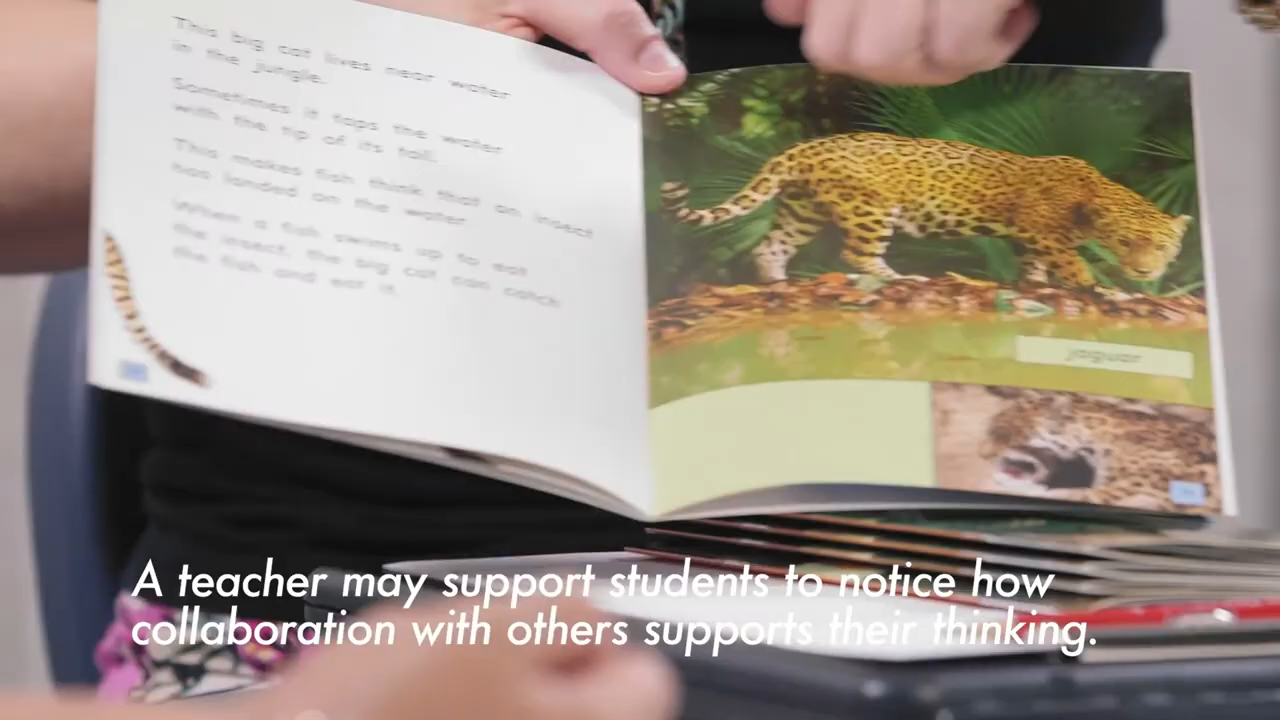 This big cat lives near water
in the jungle.
Sometimes it taps the water
with the tip of its tail.
This makes fish think that an insect
has landed on the water.
When a fish swims up to eat
the insect, the big cat can catch
the fish and eat it.
jaguar
A teacher may support students to notice how
collaboration with others supports their thinking.